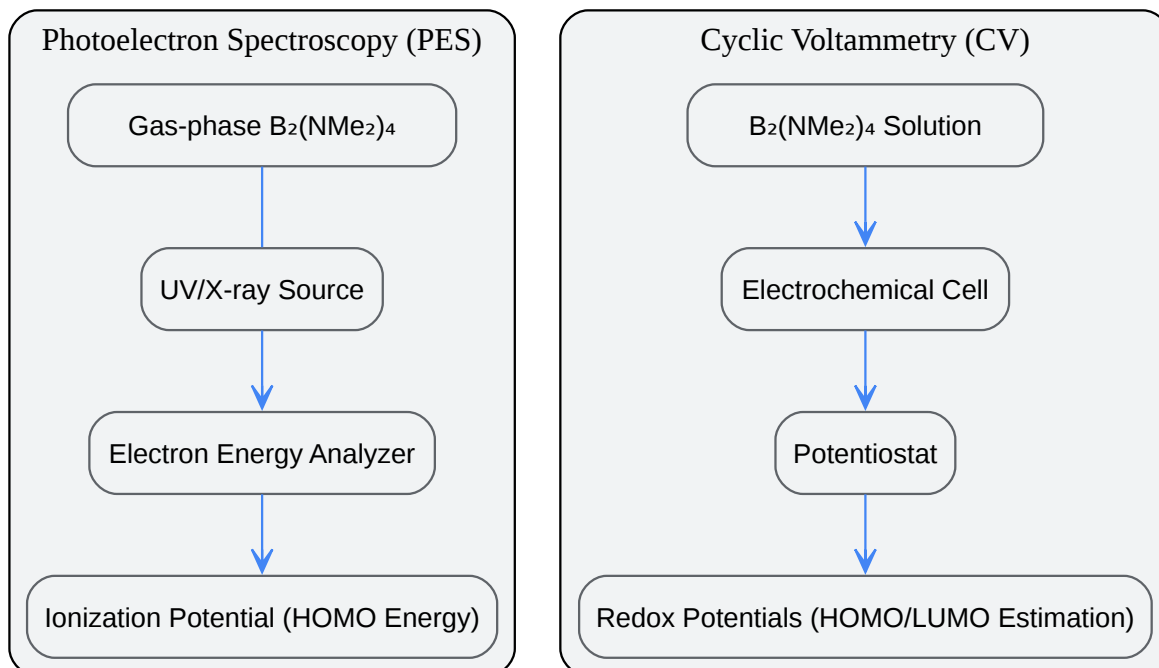 Photoelectron Spectroscopy (PES)
Gas-phase B₂(NMe₂)₄
UV/X-ray Source
Electron Energy Analyzer
Ionization Potential (HOMO Energy)
Cyclic Voltammetry (CV)
B₂(NMe₂)₄ Solution
Electrochemical Cell
Potentiostat
Redox Potentials (HOMO/LUMO Estimation)